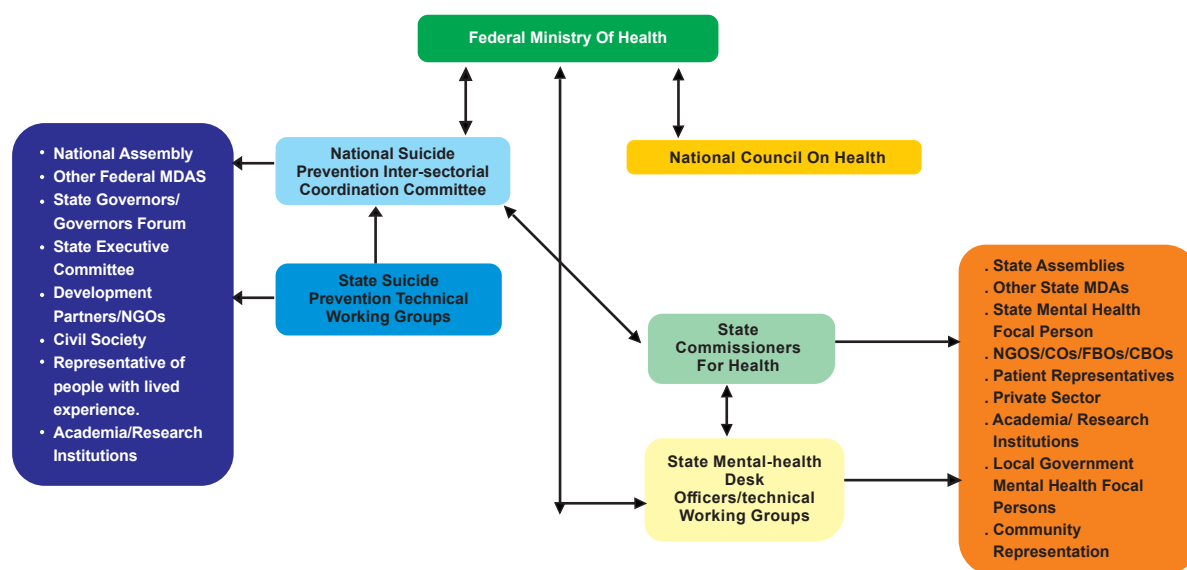 Federal Ministry Of Health
National Council On Health
National Suicide
Prevention Inter-sectorial
Coordination Committee
• National Assembly
• Other Federal MDAS
• State Governors/
Governors Forum
• State Executive
Committee
• Development
Partners/NGOs
• Civil Society
• Representative of
people with lived
experience.
• Academia/Research
Institutions
State Suicide
Prevention Technical
Working Groups
State
Commissioners
For Health
State Mental-health
Desk
Officers/technical
Working Groups
. State Assemblies
. Other State MDAs
. State Mental Health
Focal Person
. NGOS/COs/FBOs/CBOs
. Patient Representatives
. Private Sector
. Academia/ Research
Institutions
. Local Government
Mental Health Focal
Persons
. Community
Representation